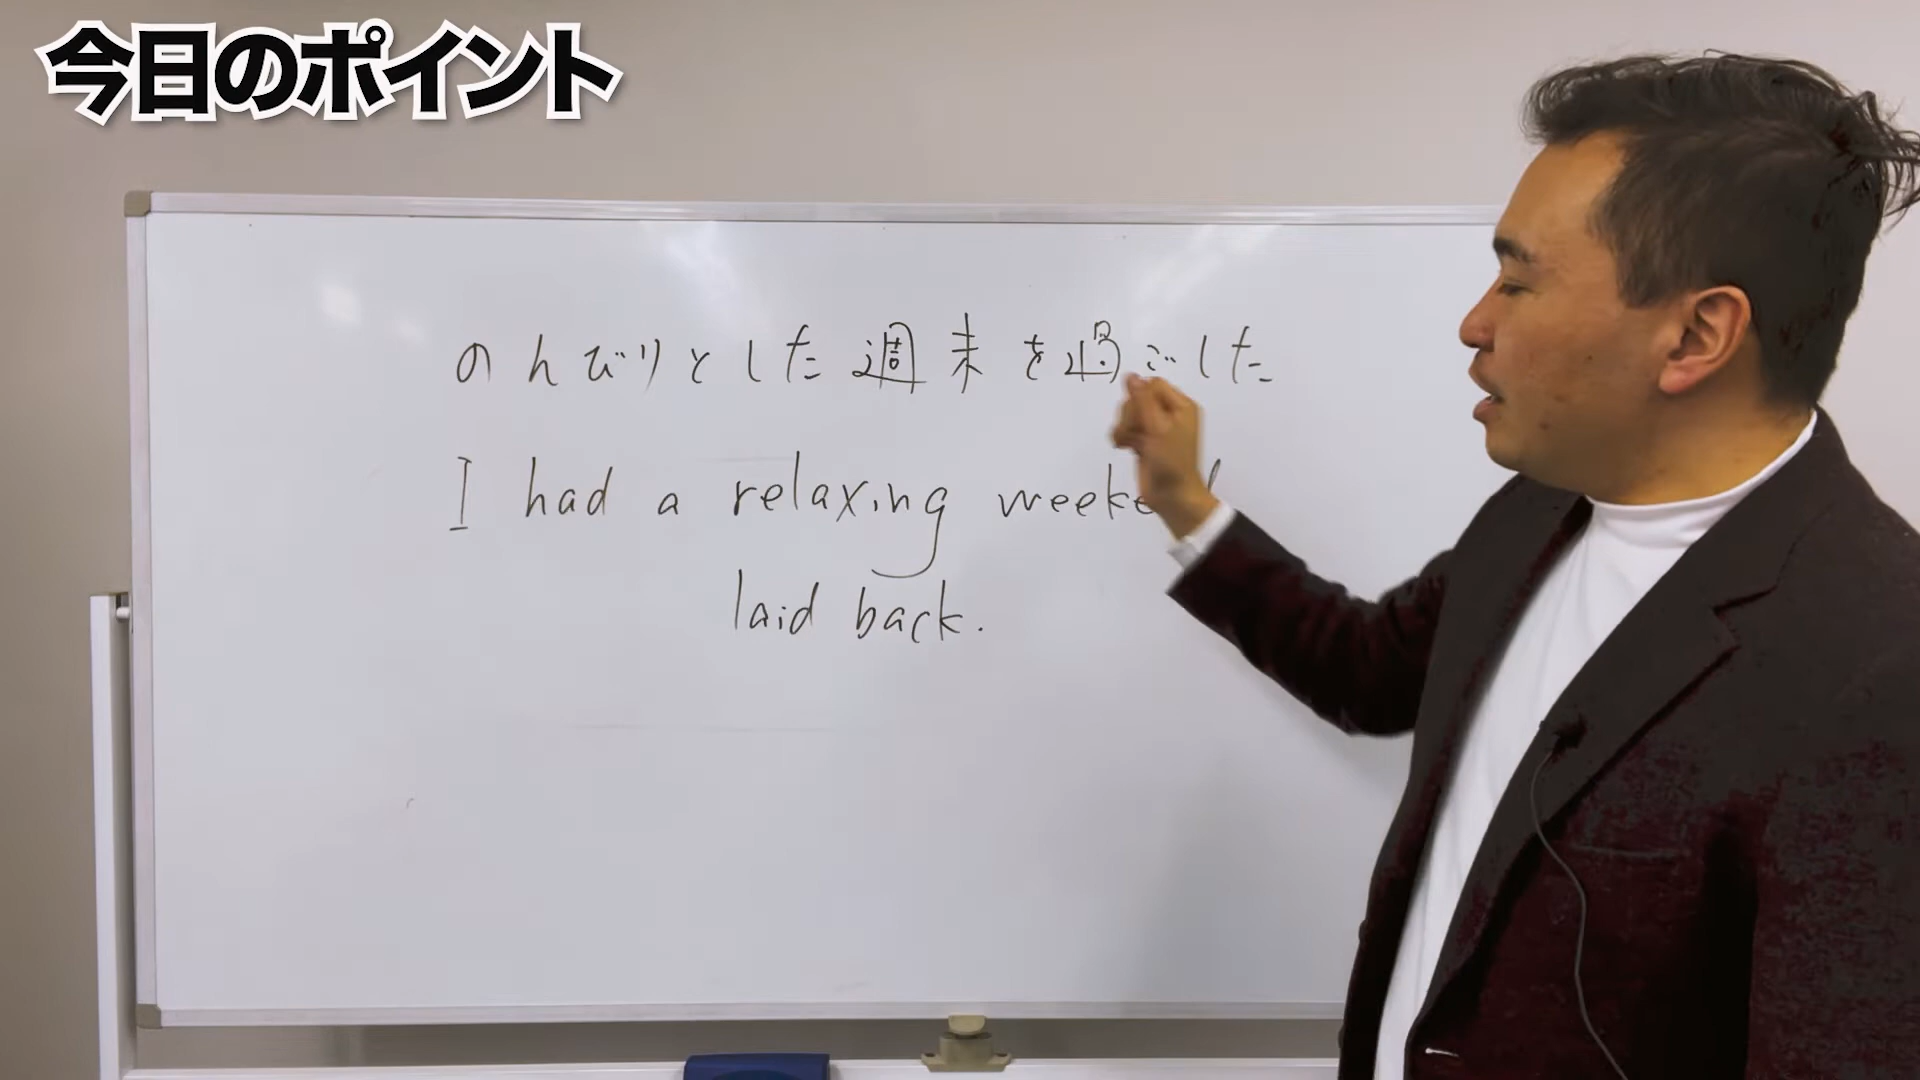 今日のポイント
のんびりとした週末を過ごした
I had a relaxing
laid back.